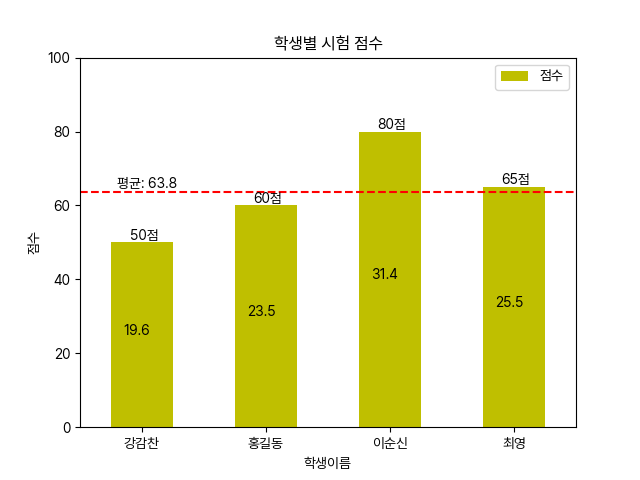 학생별 시험 점수
점수
100
80
60
40
20
0
점수
평균: 63.8
50점
60점
80점
65점
19.6
23.5
31.4
25.5
강감찬
홍길동
이순신
최영
학생이름